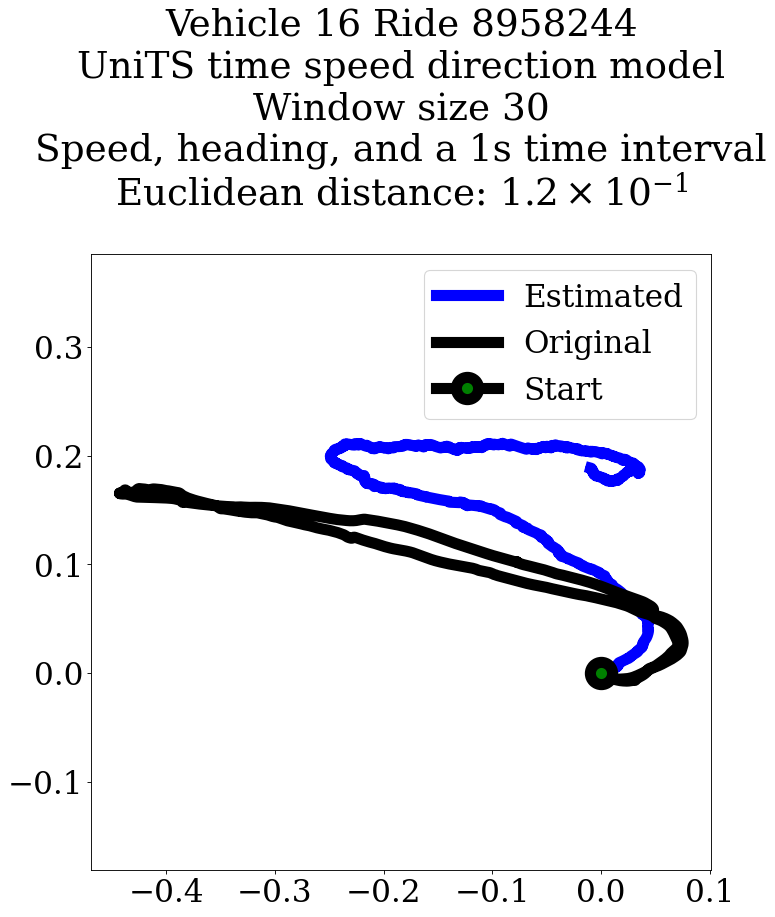 Vehicle 16 Ride 8958244
UniTS time speed direction model
Window size 30
Speed, heading, and a 1s time interval
Euclidean distance: 1.2 × 10⁻¹
Estimated
Original
Start
0.3
0.2
0.1
0.0
−0.1
−0.4 −0.3 −0.2 −0.1 0.0 0.1